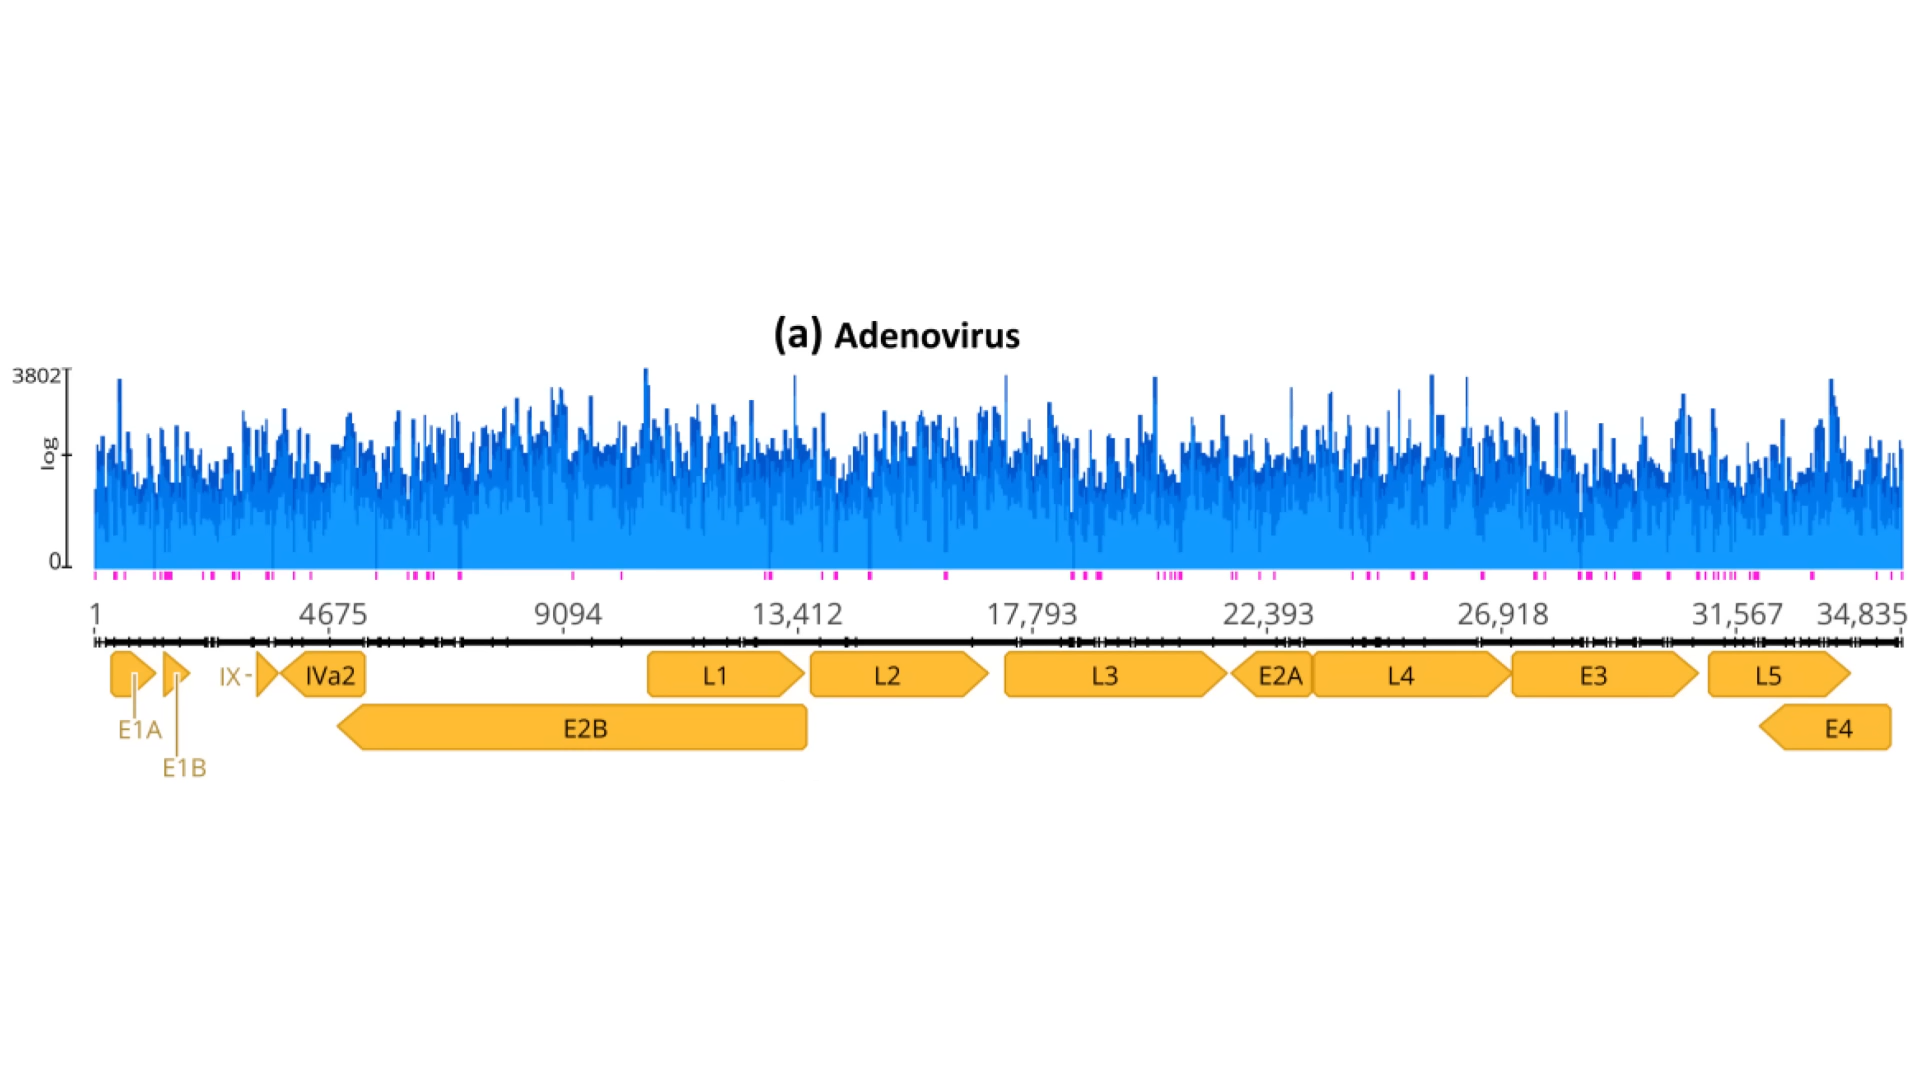 (a) Adenovirus
3802
log
0
1 4675 9094 13,412 17,793 22,393 26,918 31,567 34,835
IX IVa2 L1 L2 L3 E2A L4 E3 L5
E1A E2B E4
E1B